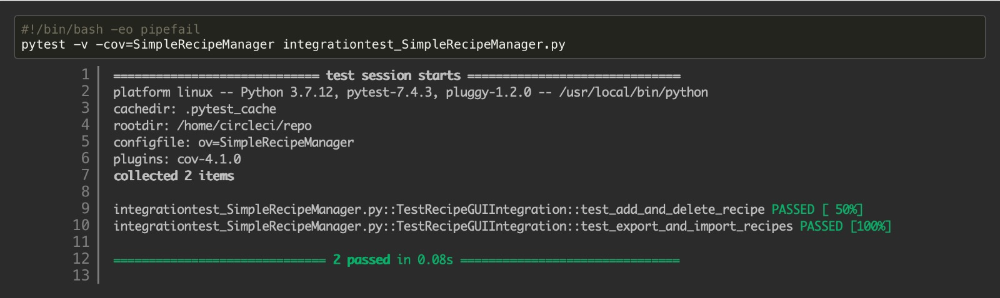 #!/bin/bash -eo pipefail
pytest -v -cov=SimpleRecipeManager integrationtest_SimpleRecipeManager.py
1 ============================= test session starts ==============================
2 platform linux -- Python 3.7.12, pytest-7.4.3, pluggy-1.2.0 -- /usr/local/bin/python
3 cachedir: .pytest_cache
4 rootdir: /home/circleci/repo
5 configfile: ov=SimpleRecipeManager
6 plugins: cov-4.1.0
7 collected 2 items
8
9 integrationtest_SimpleRecipeManager.py::TestRecipeGUIIntegration::test_add_and_delete_recipe PASSED [ 50%]
10 integrationtest_SimpleRecipeManager.py::TestRecipeGUIIntegration::test_export_and_import_recipes PASSED [100%]
11
12 ============================== 2 passed in 0.08s ===============================
13